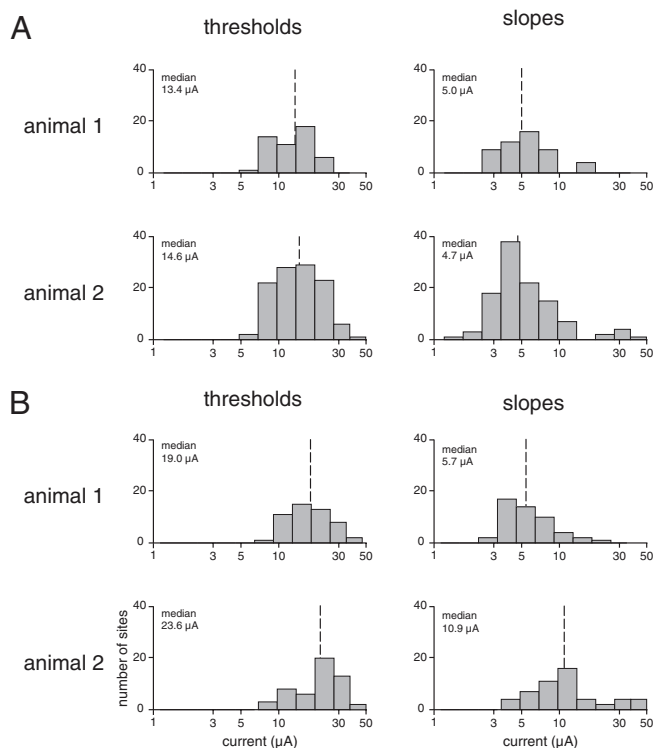 A
thresholds
slopes
animal 1
40
20
0
median
13.4 µA
1 3 5 10 30 50
40
20
0
median
5.0 µA
1 3 5 10 30 50
animal 2
40
20
0
median
14.6 µA
1 3 5 10 30 50
40
20
0
median
4.7 µA
1 3 5 10 30 50
B
thresholds
slopes
animal 1
40
20
0
median
19.0 µA
1 3 5 10 30 50
40
20
0
median
5.7 µA
1 3 5 10 30 50
animal 2
number of sites
40
20
0
median
23.6 µA
1 3 5 10 30 50
current (µA)
40
20
0
median
10.9 µA
1 3 5 10 30 50
current (µA)